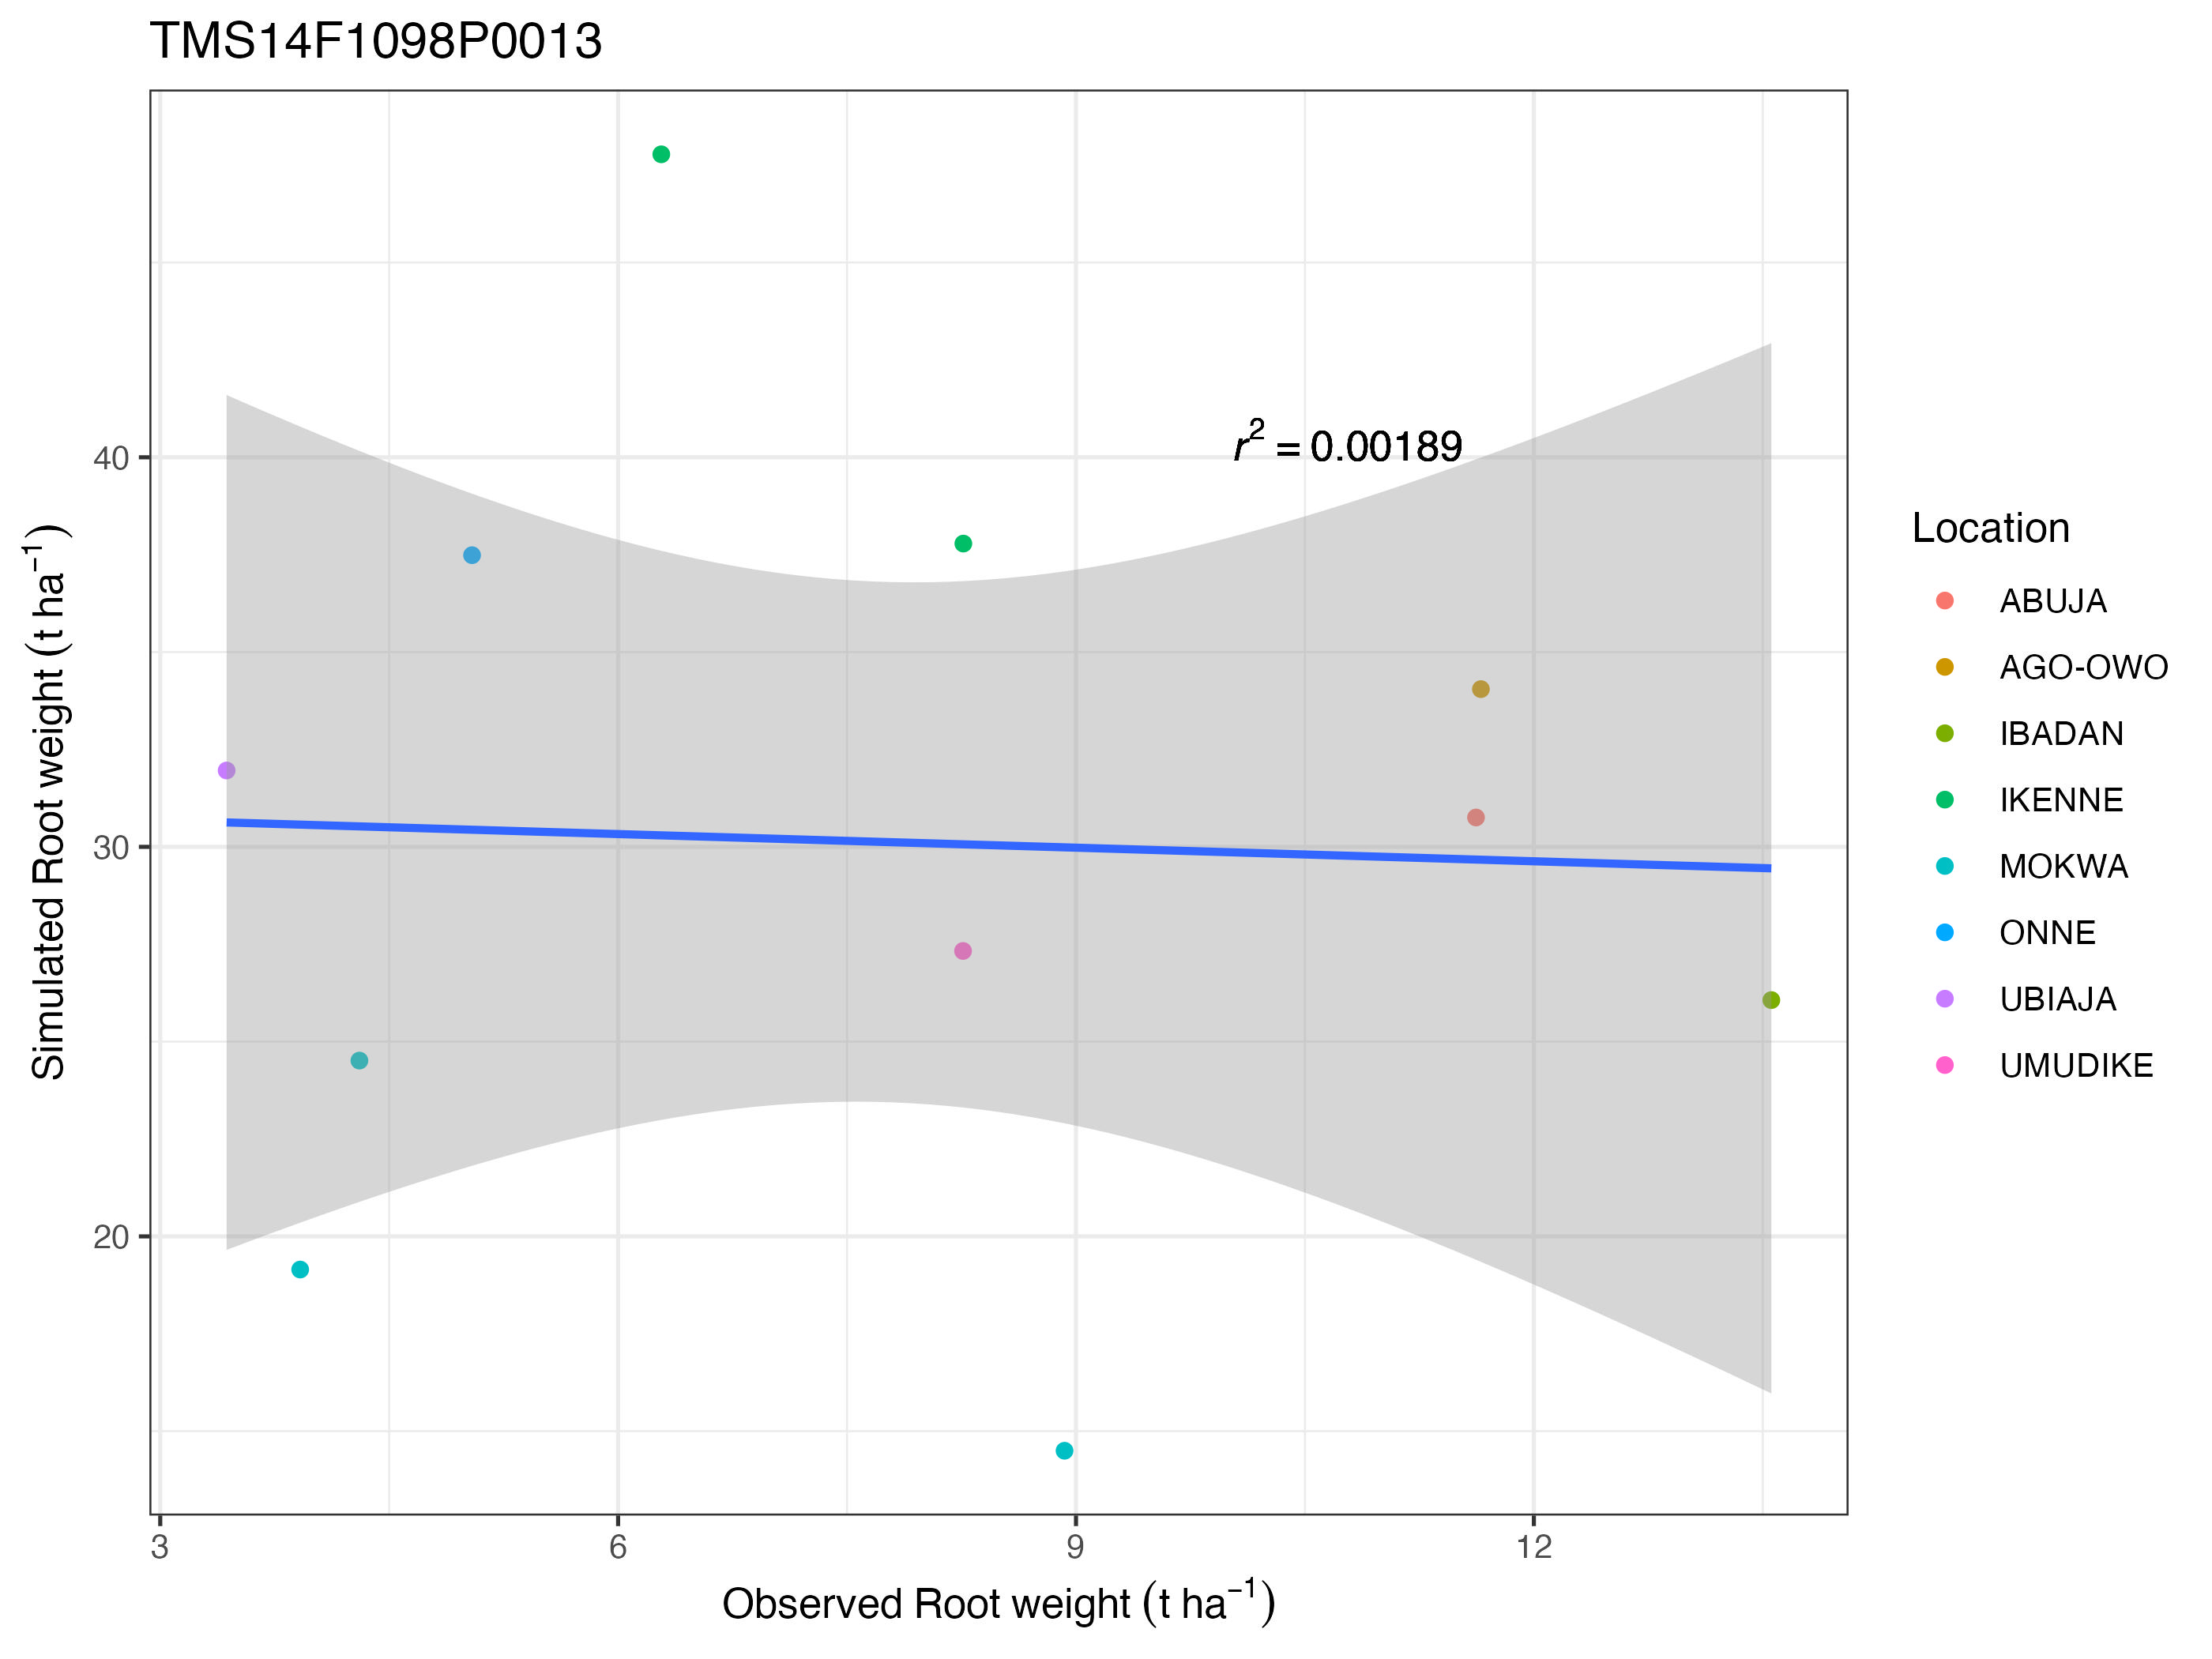 TMS14F1098P0013
r² = 0.00189
40
30
20
Simulated Root weight (t ha⁻¹)
3 6 9 12
Observed Root weight (t ha⁻¹)
Location
ABUJA
AGO-OWO
IBADAN
IKENNE
MOKWA
ONNE
UBIAJA
UMUDIKE